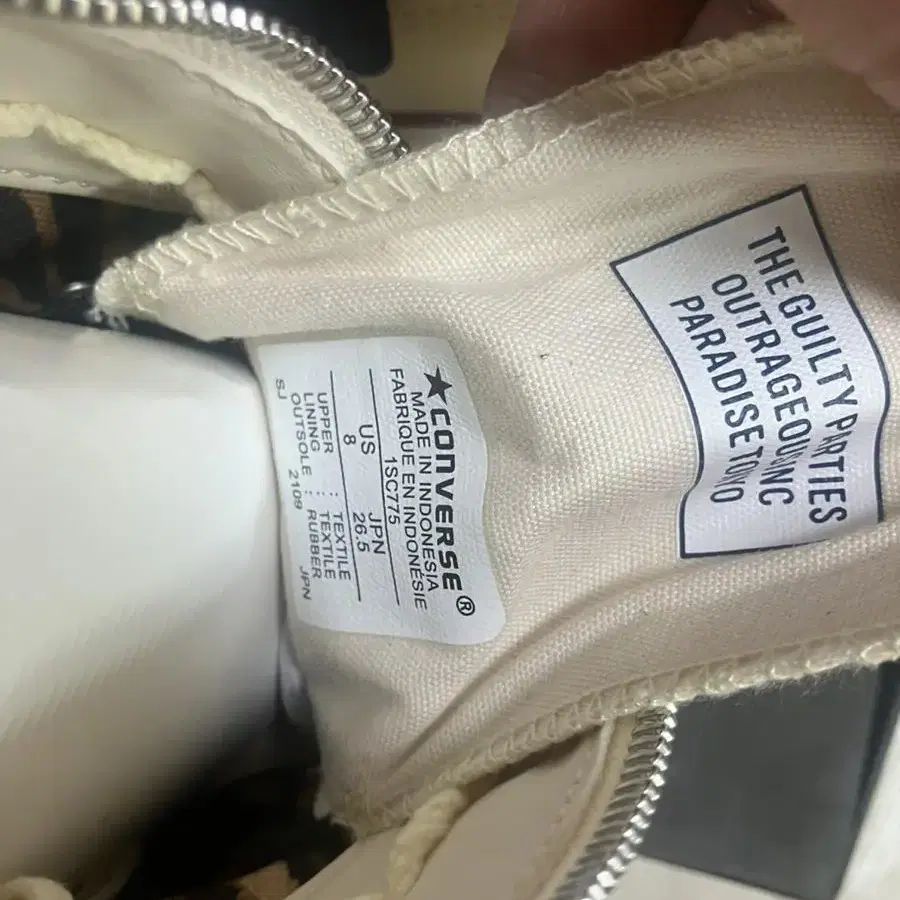 ★CONVERSE®
MADE IN INDONESIA
FABRIQUE EN INDONÉSIE
1SC775
US JPN
8 26.5
UPPER : TEXTILE
LINING : TEXTILE
OUTSOLE : RUBBER
SJ 2109 JPN
THE GUILTY PARTIES
OUTRAGEOUS INC
PARADISE TOKYO